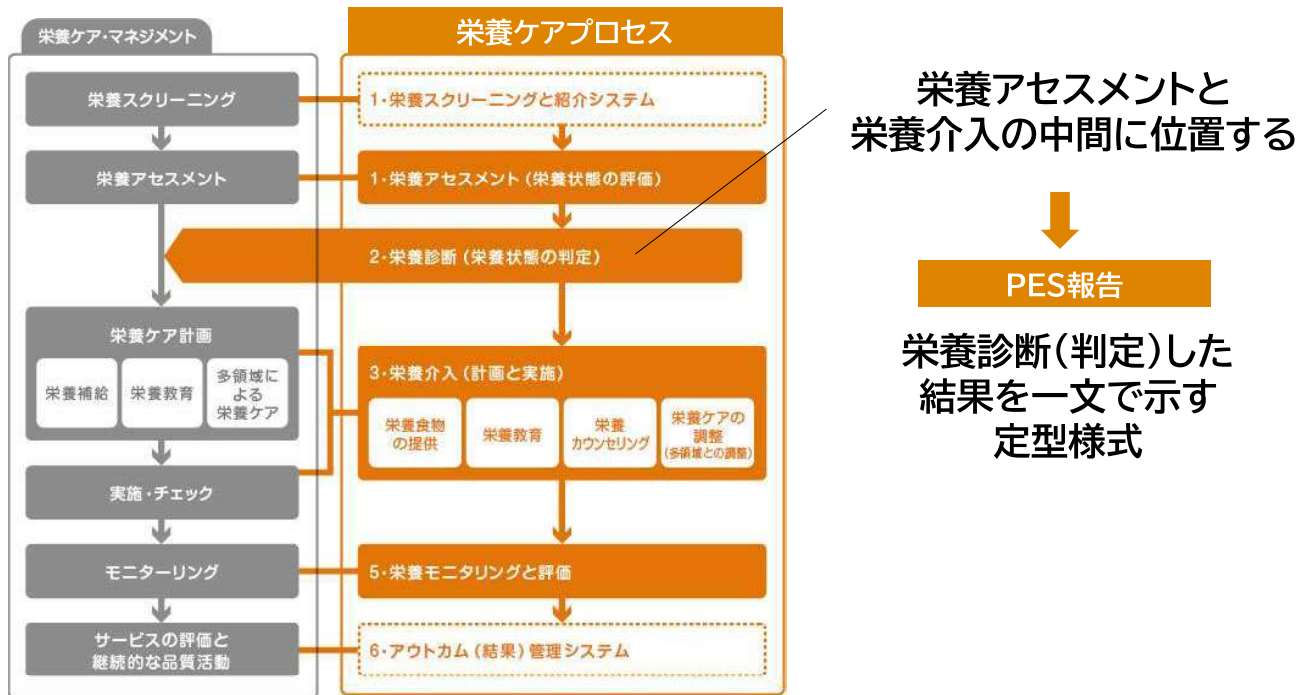 栄養ケア・マネジメント
栄養スクリーニング
栄養アセスメント
栄養ケア計画
栄養補給
栄養教育
多領域に
よる
栄養ケア
実施・チェック
モニターリング
サービスの評価と
継続的な品質活動
栄養ケアプロセス
1・栄養スクリーニングと紹介システム
1・栄養アセスメント(栄養状態の評価)
2・栄養診断(栄養状態の判定)
3・栄養介入(計画と実施)
栄養食物
の提供
栄養教育
栄養
カウンセリング
栄養ケアの
調整
(多領域との調整)
5・栄養モニタリングと評価
6・アウトカム(結果)管理システム
栄養アセスメントと
栄養介入の中間に位置する
PES報告
栄養診断(判定)した
結果を一文で示す
定型様式